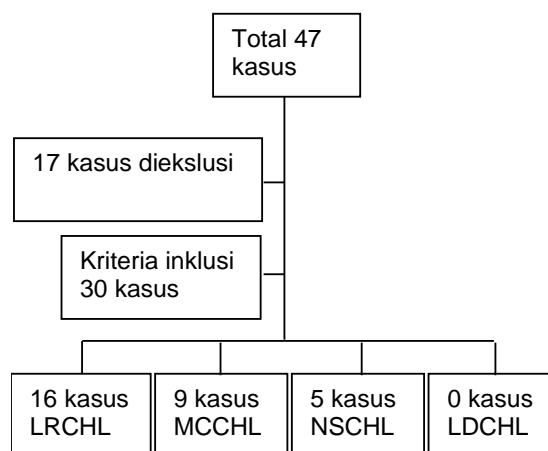 Total 47
kasus
17 kasus diekslusi
Kriteria inklusi
30 kasus
16 kasus
LRCHL
9 kasus
MCCHL
5 kasus
NSCHL
0 kasus
LDCHL